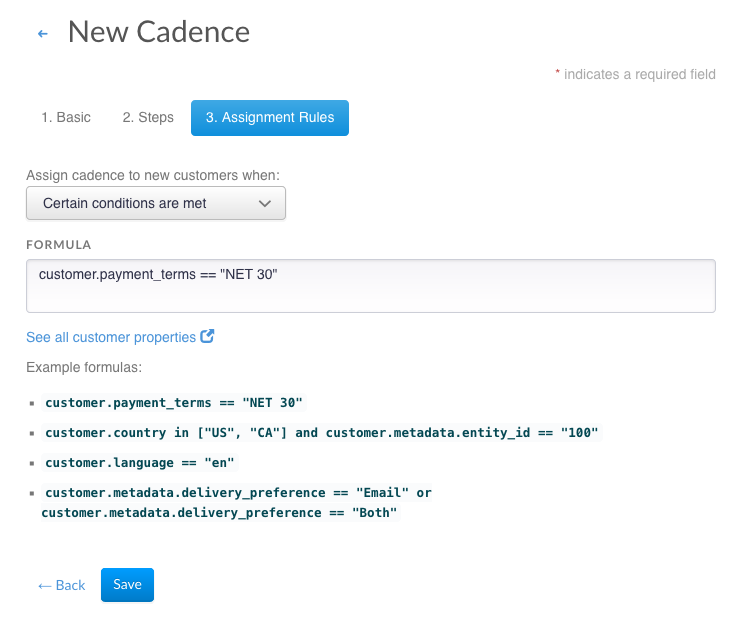 ← New Cadence
* indicates a required field
1. Basic 2. Steps 3. Assignment Rules
Assign cadence to new customers when:
Certain conditions are met
FORMULA
customer.payment_terms == "NET 30"
See all customer properties
Example formulas:
▪ customer.payment_terms == "NET 30"
▪ customer.country in ["US", "CA"] and customer.metadata.entity_id == "100"
▪ customer.language == "en"
▪ customer.metadata.delivery_preference == "Email" or
customer.metadata.delivery_preference == "Both"
← Back Save